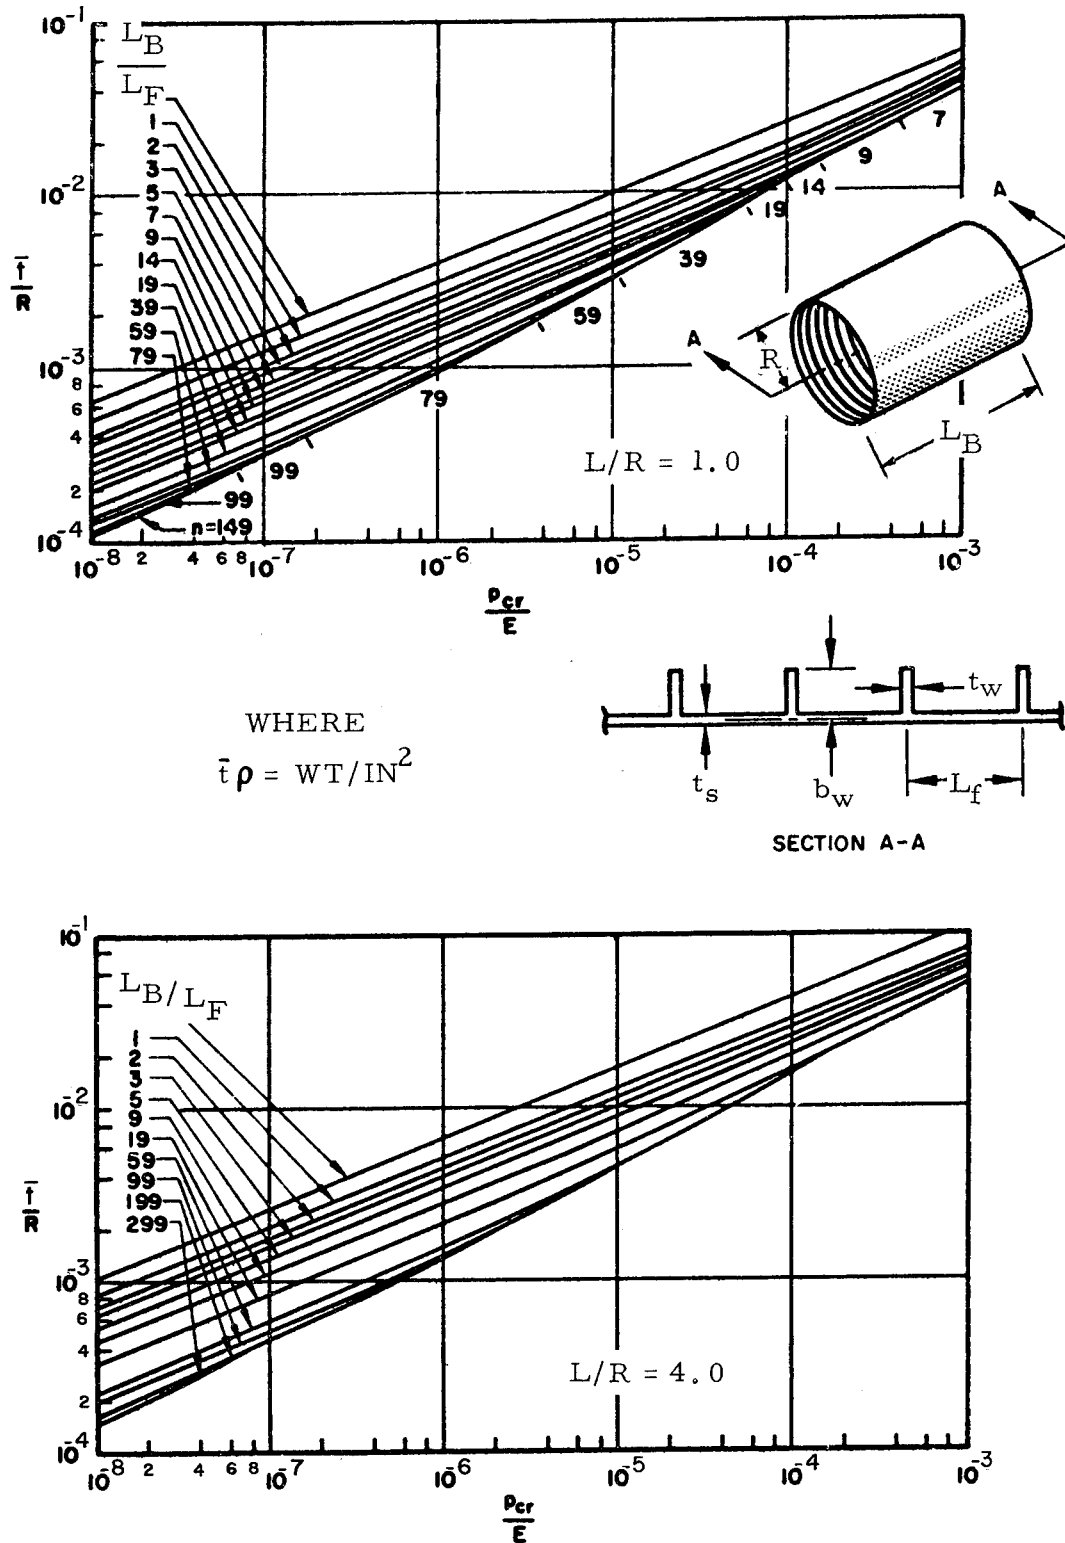 10⁻¹
L_B
L_F
1
2
3
5
7
9
14
19
39
59
79
10⁻²
t̄
R
10⁻³
8
6
4
2
10⁻⁴
99
n=149
99
79
59
39
19
14
9
7
L/R = 1.0
A
A
R
L_B
10⁻⁸ 2 4 6 8 10⁻⁷ 10⁻⁶ 10⁻⁵ 10⁻⁴ 10⁻³
p_cr
E
WHERE
t̄ρ = WT/IN²
t_w
t_s b_w L_f
SECTION A-A
10⁻¹
L_B/L_F
1
2
3
5
9
19
59
99
199
299
10⁻²
t̄
R
10⁻³
8
6
4
2
10⁻⁴
L/R = 4.0
10⁻⁸ 2 4 6 8 10⁻⁷ 10⁻⁶ 10⁻⁵ 10⁻⁴ 10⁻³
p_cr
E